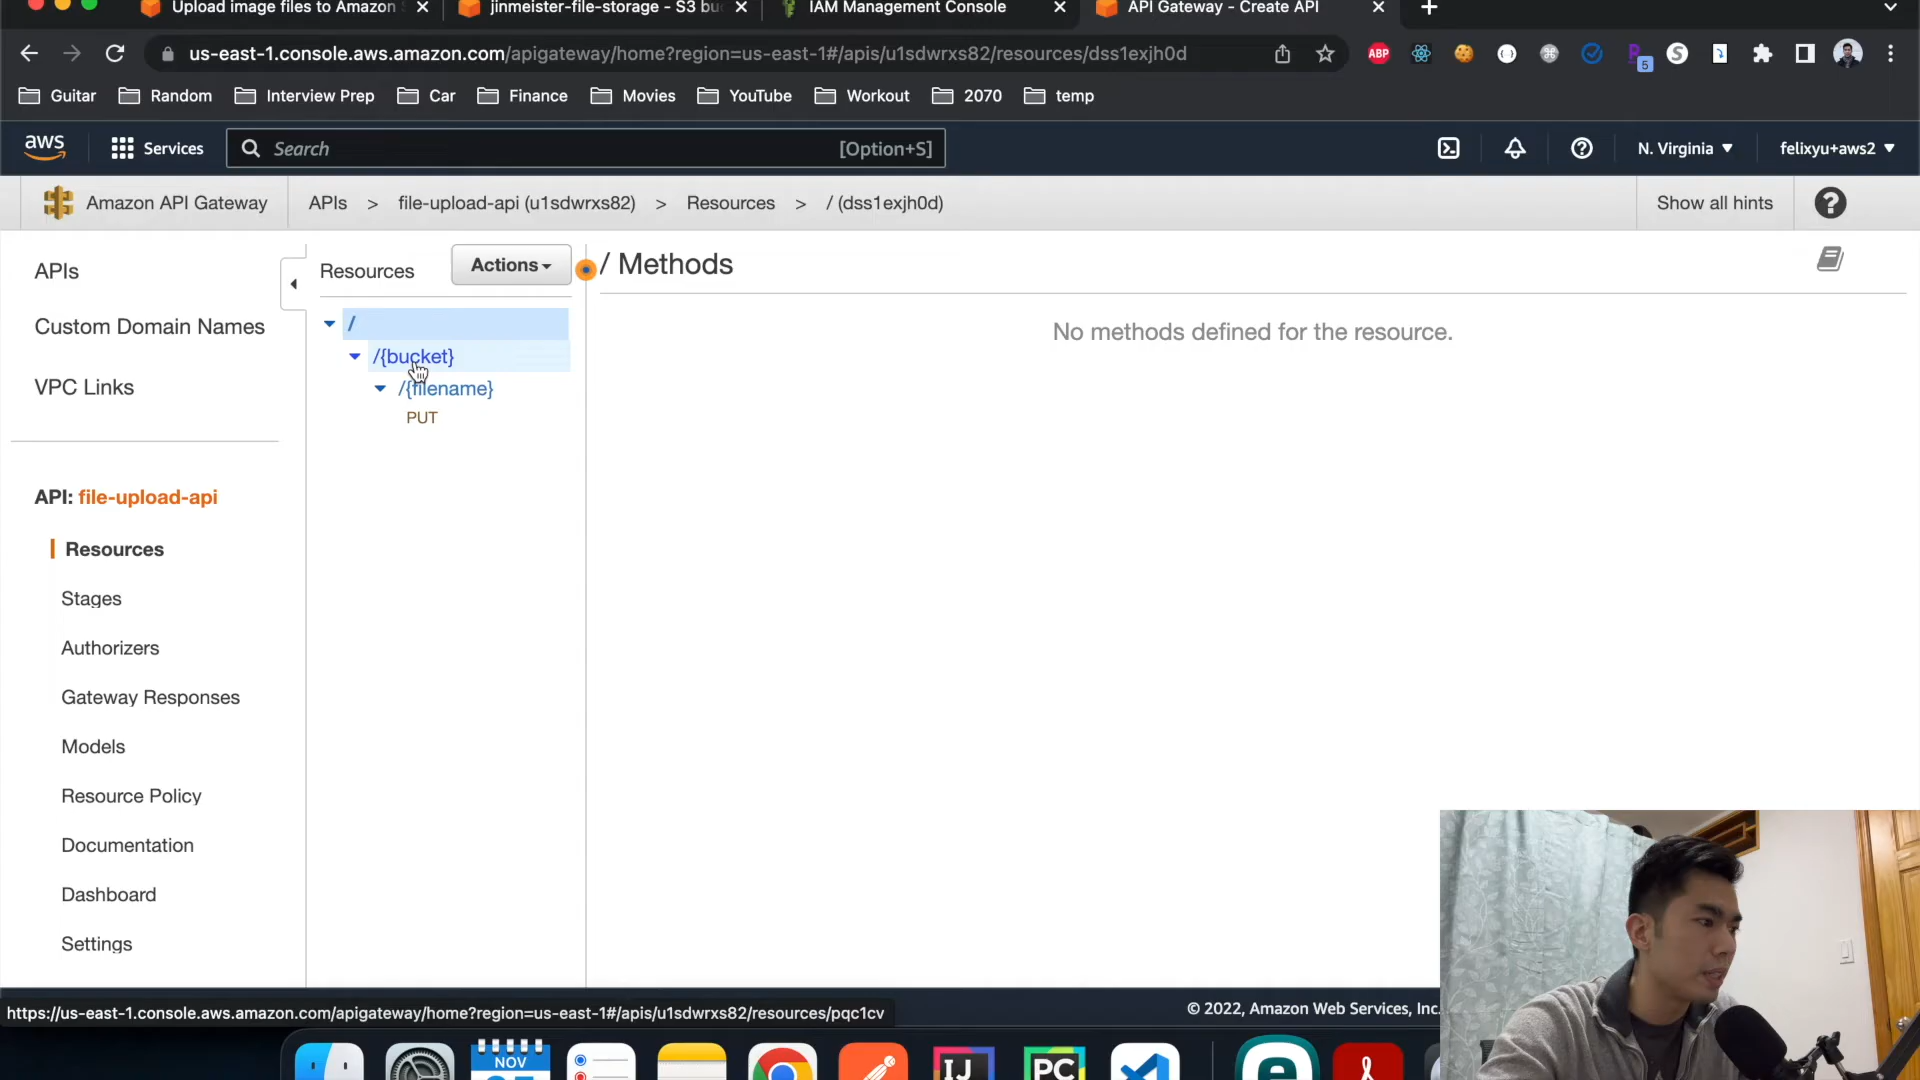 Upload image files to Amazon S
jinmeister-file-storage - S3 bu
IAM Management Console
API Gateway - Create API
us-east-1.console.aws.amazon.com/apigateway/home?region=us-east-1#/apis/u1sdwrxs82/resources/dss1exjh0d
ABP
5
Guitar
Random
Interview Prep
Car
Finance
Movies
YouTube
Workout
2070
temp
aws
Services
Search
[Option+S]
N. Virginia
felixyu+aws2
Amazon API Gateway
APIs > file-upload-api (u1sdwrxs82) > Resources > / (dss1exjh0d)
Show all hints
?
APIs
Custom Domain Names
VPC Links
API: file-upload-api
Resources
Stages
Authorizers
Gateway Responses
Models
Resource Policy
Documentation
Dashboard
Settings
Resources
Actions
/
/{bucket}
/{filename}
PUT
/ Methods
No methods defined for the resource.
https://us-east-1.console.aws.amazon.com/apigateway/home?region=us-east-1#/apis/u1sdwrxs82/resources/pqc1cv
© 2022, Amazon Web Services, Inc.
NOV
IJ
PC